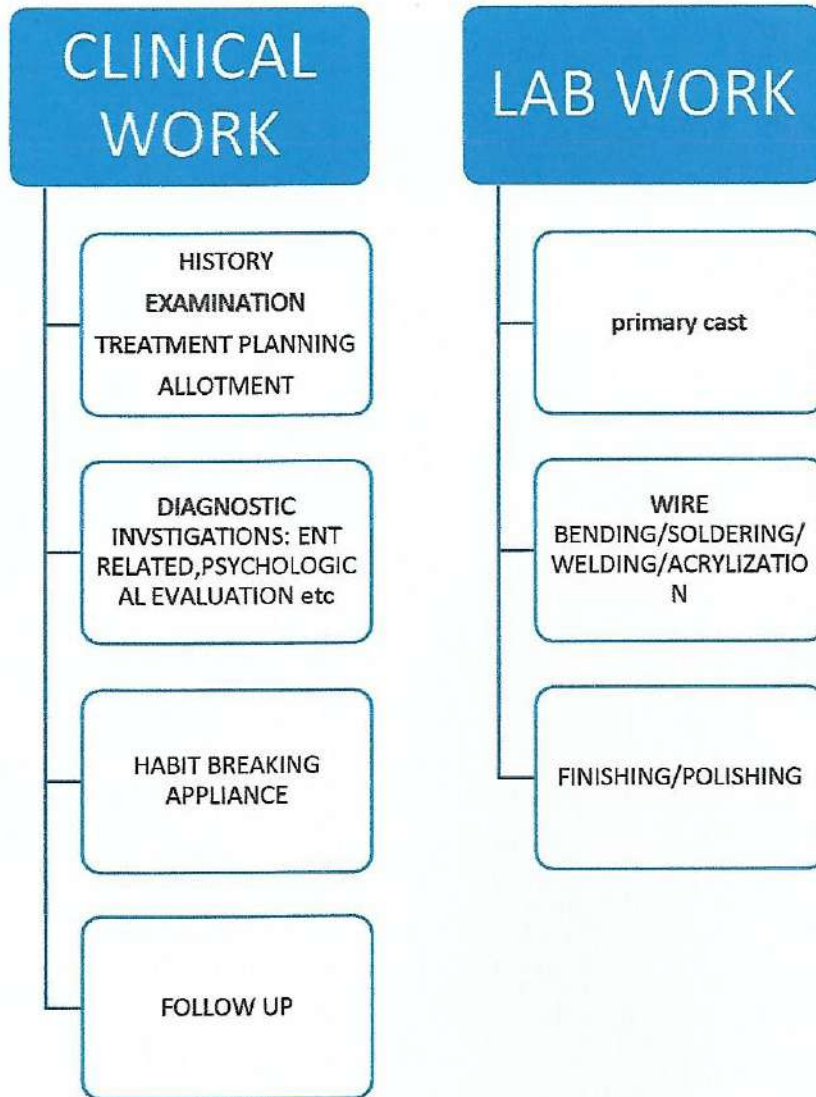 CLINICAL
WORK
HISTORY
EXAMINATION
TREATMENT PLANNING
ALLOTMENT
DIAGNOSTIC
INVSTIGATIONS: ENT
RELATED,PSYCHOLOGIC
AL EVALUATION etc
HABIT BREAKING
APPLIANCE
FOLLOW UP
LAB WORK
primary cast
WIRE
BENDING/SOLDERING/
WELDING/ACRYLIZATIO
N
FINISHING/POLISHING